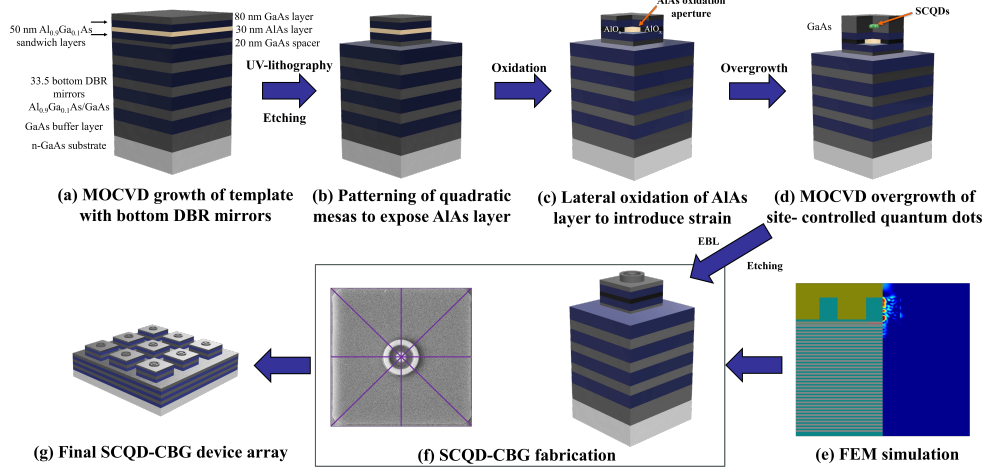 50 nm Al0.9Ga0.1As
sandwich layers
80 nm GaAs layer
30 nm AlAs layer
20 nm GaAs spacer
33.5 bottom DBR
mirrors
Al0.9Ga0.1As/GaAs
GaAs buffer layer
n-GaAs substrate
UV-lithography
Etching
Oxidation
AlAs oxidation
aperture
AlOx
AlOx
Overgrowth
SCQDs
GaAs
(a) MOCVD growth of template
with bottom DBR mirrors
(b) Patterning of quadratic
mesas to expose AlAs layer
(c) Lateral oxidation of AlAs
layer to introduce strain
(d) MOCVD overgrowth of
site- controlled quantum dots
EBL
Etching
(g) Final SCQD-CBG device array
(f) SCQD-CBG fabrication
(e) FEM simulation